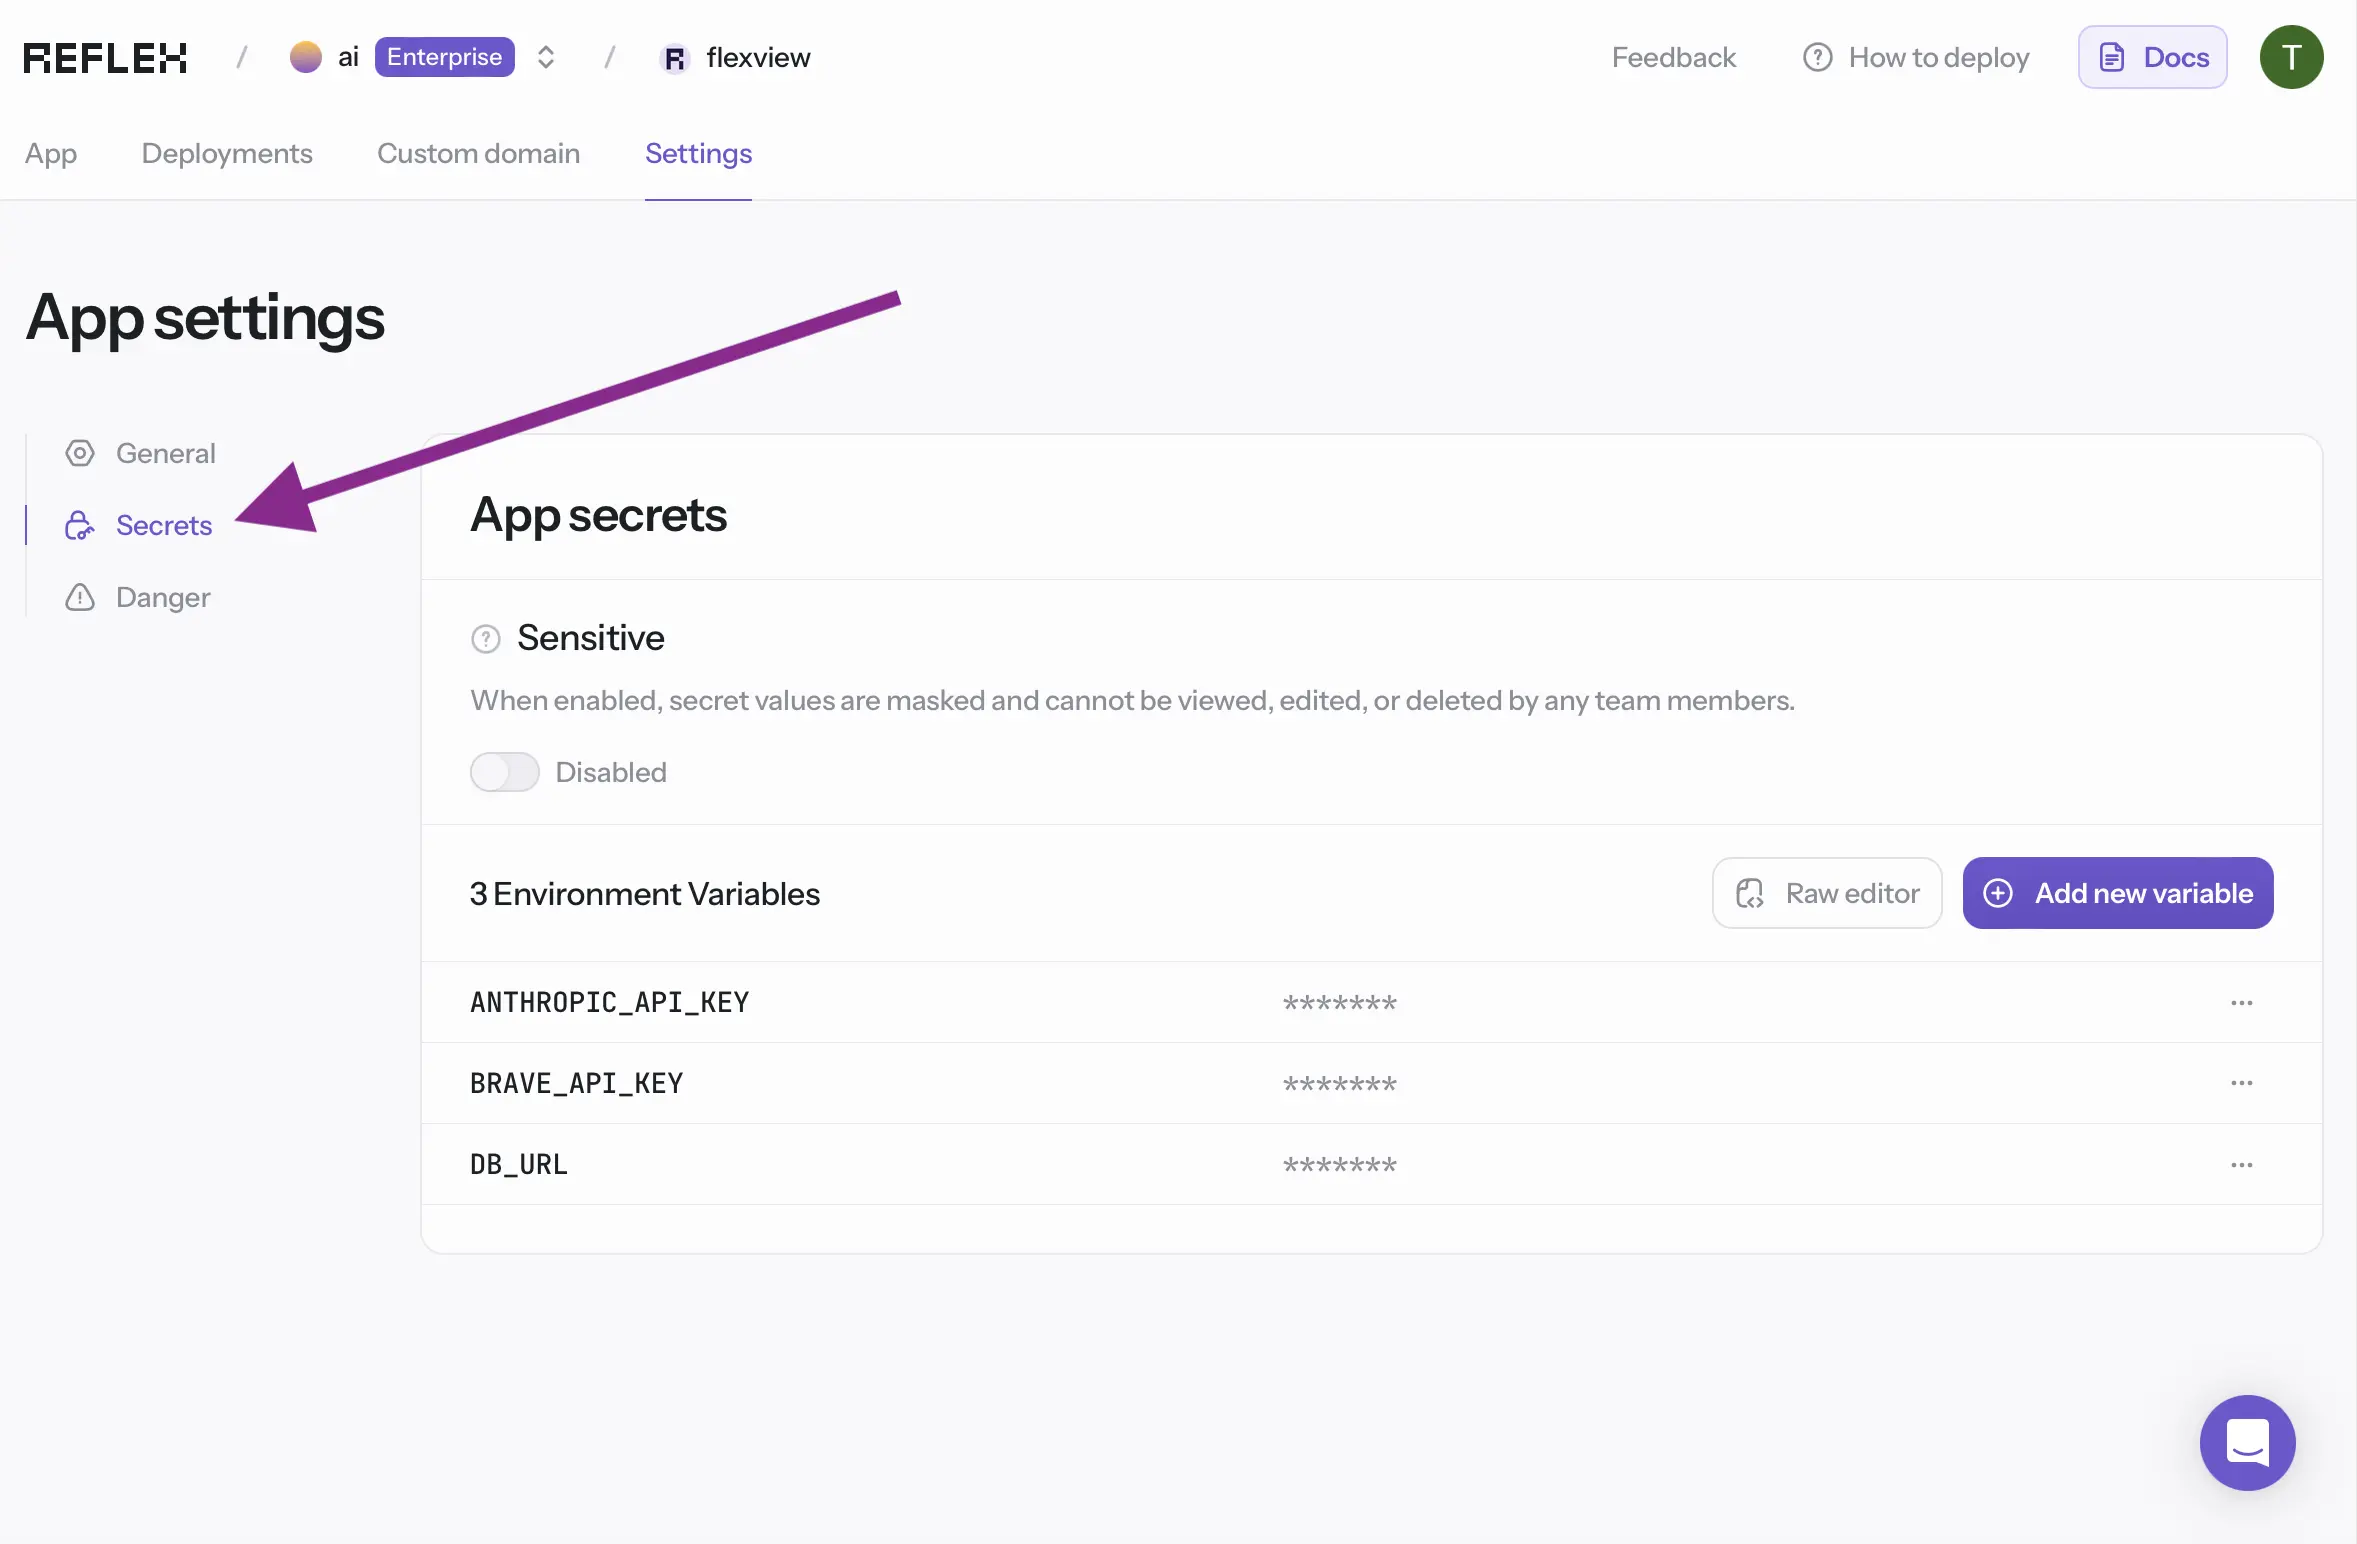 REFLEX / ai Enterprise / R flexview Feedback How to deploy Docs T
App Deployments Custom domain Settings
App settings
General
Secrets
Danger
App secrets
Sensitive
When enabled, secret values are masked and cannot be viewed, edited, or deleted by any team members.
Disabled
3 Environment Variables Raw editor Add new variable
ANTHROPIC_API_KEY *******
BRAVE_API_KEY *******
DB_URL *******